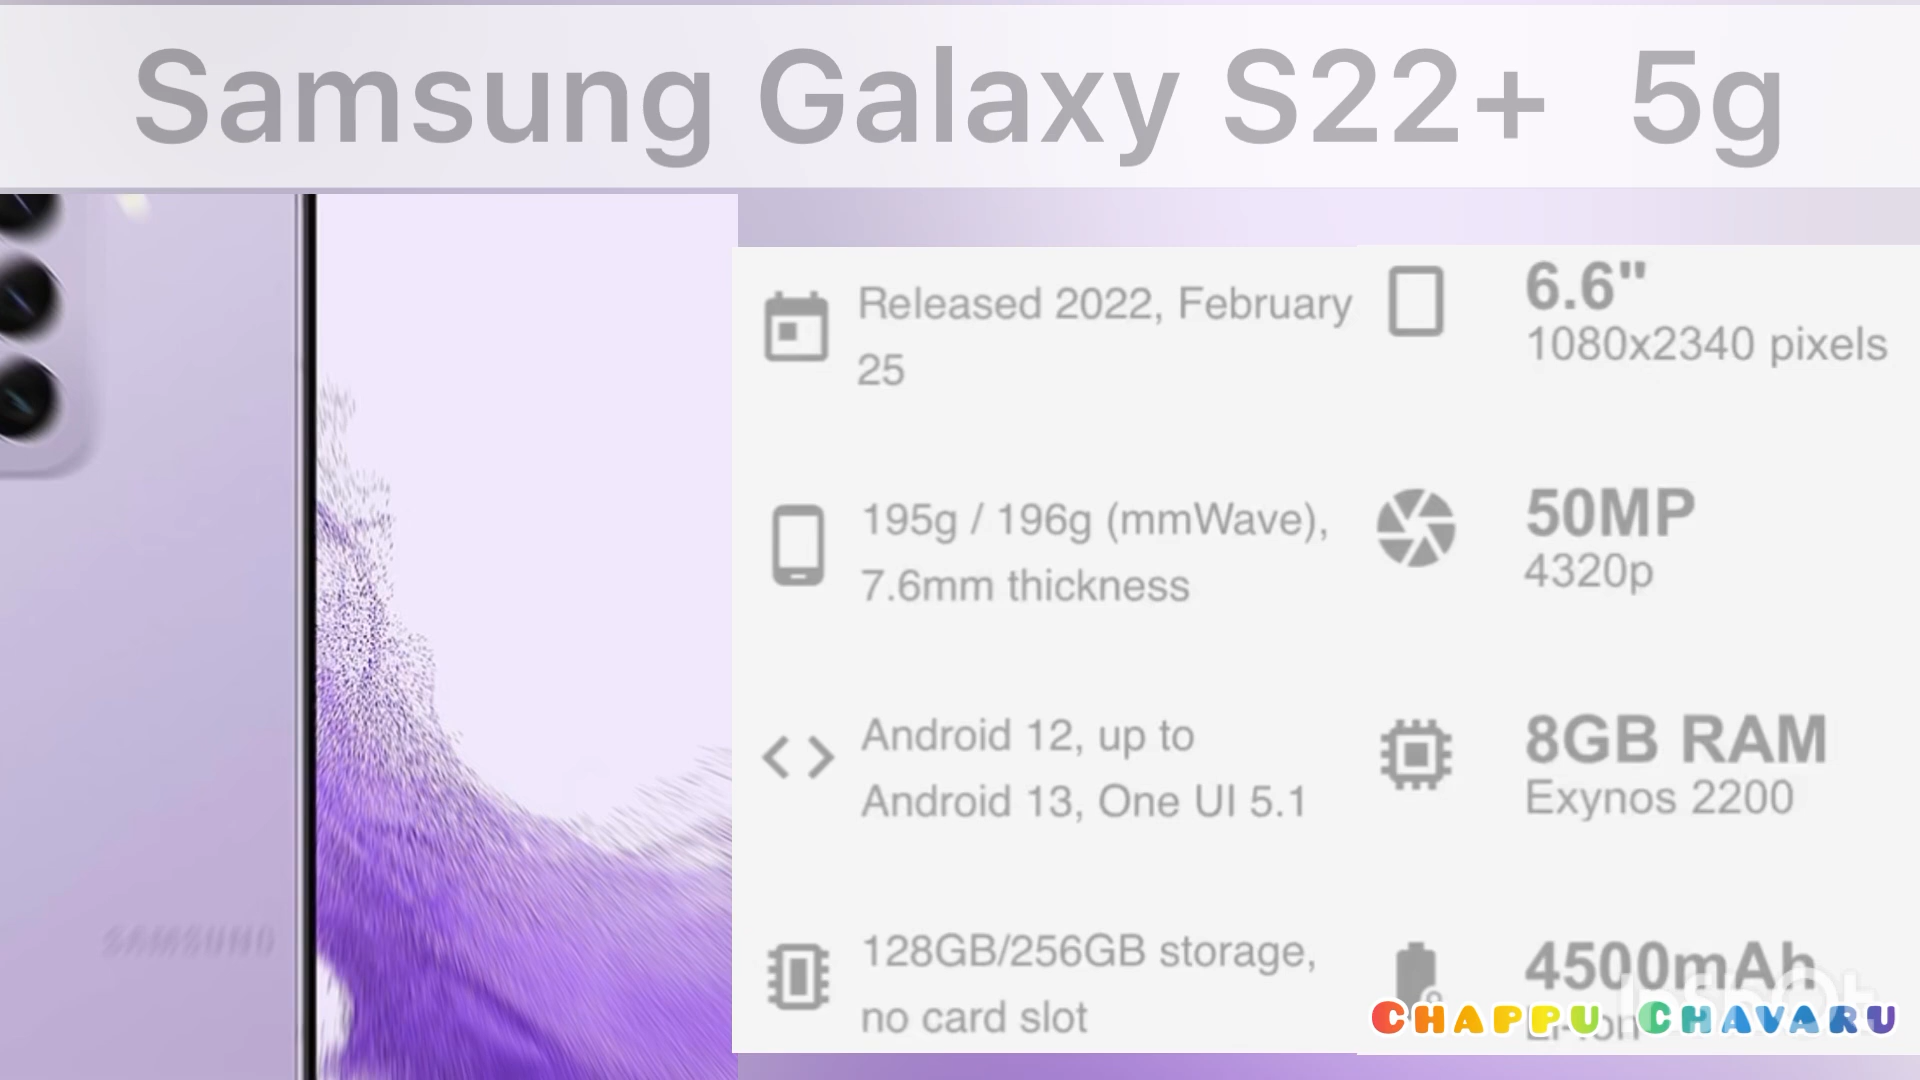 Samsung Galaxy S22+ 5g
Released 2022, February
25
6.6"
1080x2340 pixels
195g / 196g (mmWave),
7.6mm thickness
50MP
4320p
Android 12, up to
Android 13, One UI 5.1
8GB RAM
Exynos 2200
SAMSUNG
128GB/256GB storage,
no card slot
4500mAh
CHAPPU CHAVARU